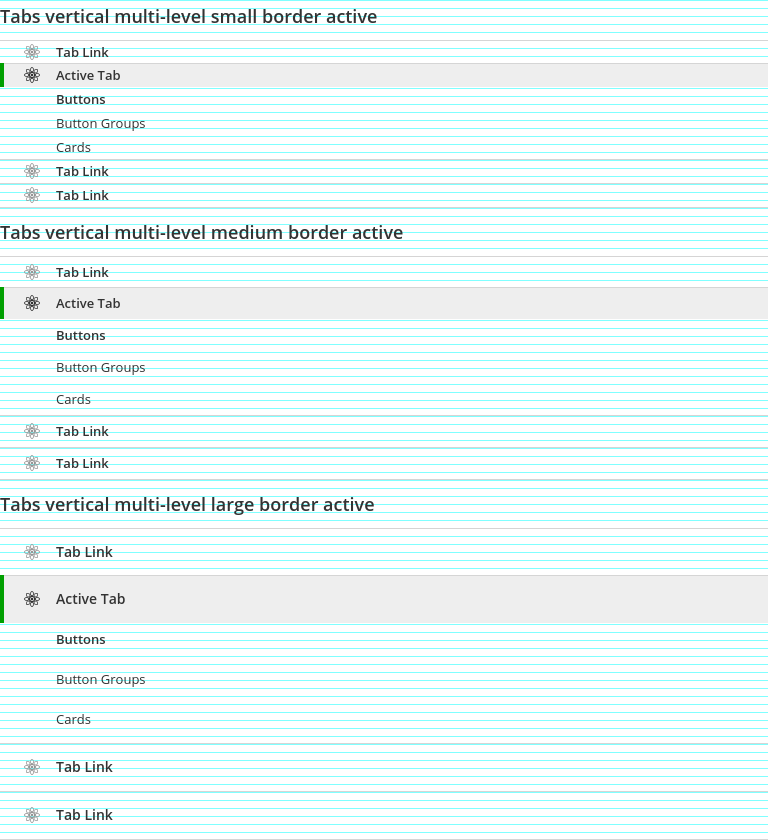 Tabs vertical multi-level small border active
Tab Link
Active Tab
Buttons
Button Groups
Cards
Tab Link
Tab Link
Tabs vertical multi-level medium border active
Tab Link
Active Tab
Buttons
Button Groups
Cards
Tab Link
Tab Link
Tabs vertical multi-level large border active
Tab Link
Active Tab
Buttons
Button Groups
Cards
Tab Link
Tab Link